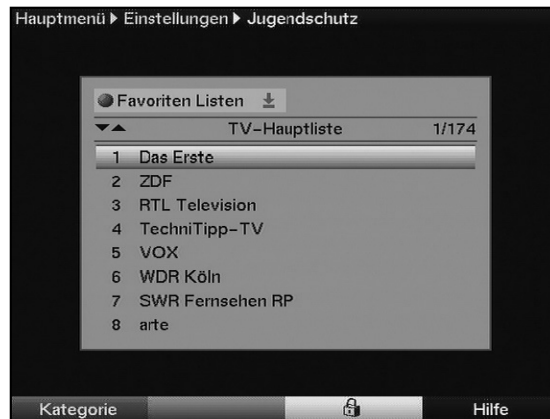 Hauptmenü Einstellungen Jugendschutz
Favoriten Listen
TV-Hauptliste 1/174
1 Das Erste
2 ZDF
3 RTL Television
4 TechniTipp-TV
5 VOX
6 WDR Köln
7 SWR Fernsehen RP
8 arte
Kategorie Hilfe